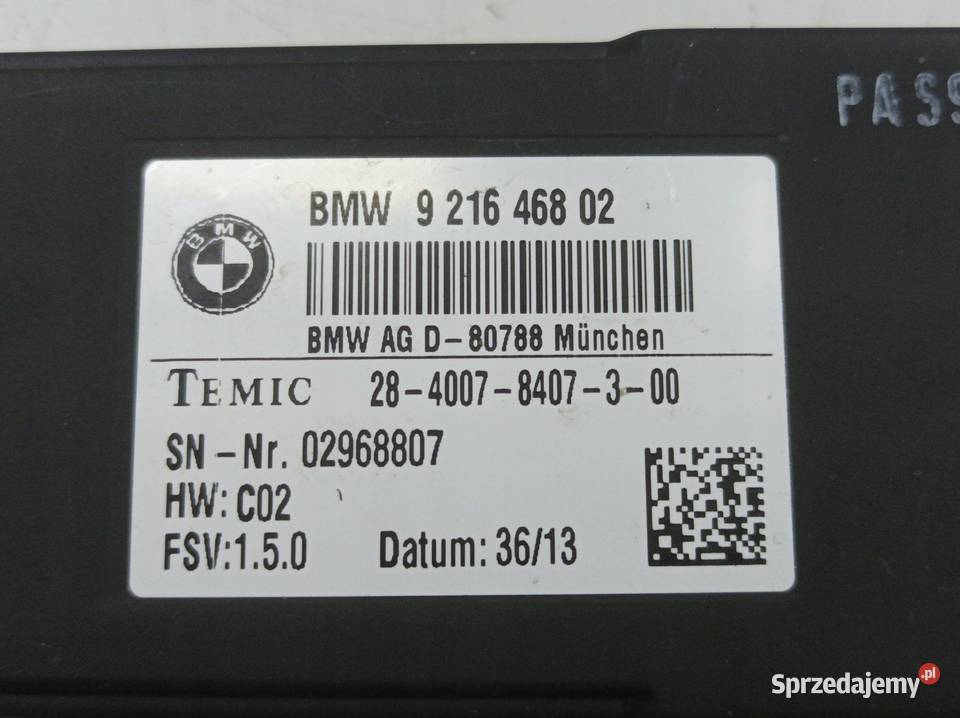 PASS
BMW 9 216 468 02
BMW
BMW AG D-80788 München
TEMIC 28-4007-8407-3-00
SN-Nr. 02968807
HW: C02
FSV:1.5.0 Datum: 36/13
Sprzedajemy.pl